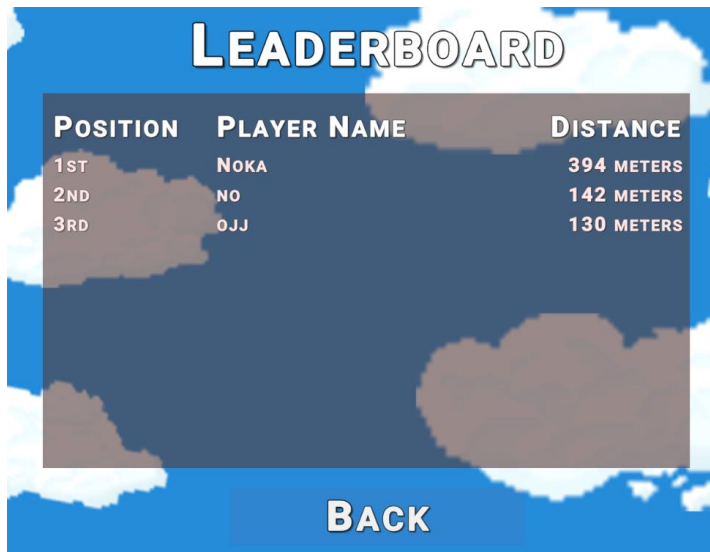 Leaderboard
Position Player Name Distance
1st Noka 394 meters
2nd no 142 meters
3rd ojj 130 meters
Back